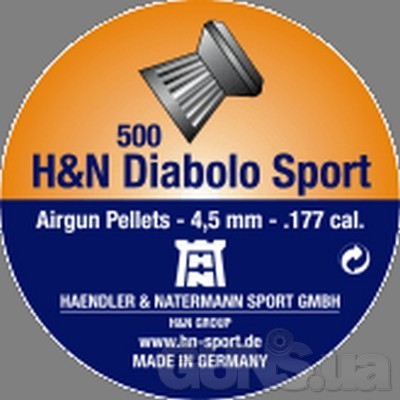 500
H&N Diabolo Sport
Airgun Pellets - 4,5 mm - .177 cal.
HN
HAENDLER & NATERMANN SPORT GMBH
H&N GROUP
www.hn-sport.de
MADE IN GERMANY
GUNS.ua